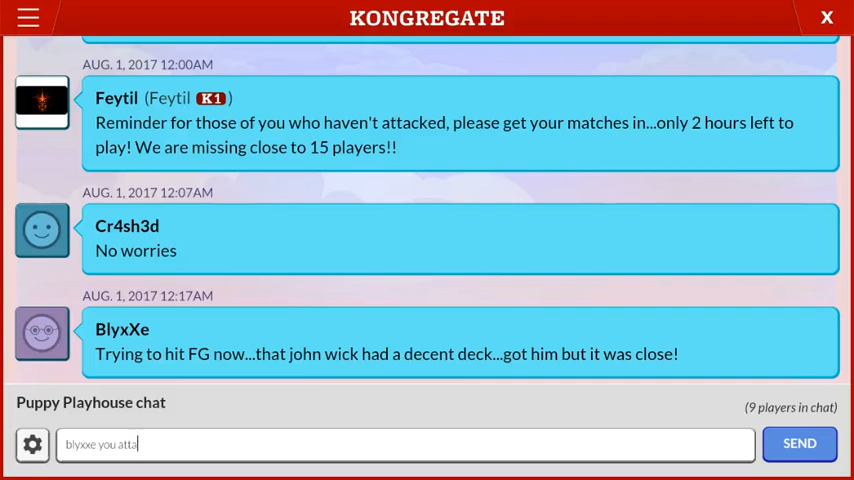 KONGREGATE
X
AUG. 1, 2017 12:00AM
Feytil (Feytil K1)
Reminder for those of you who haven't attacked, please get your matches in...only 2 hours left to
play! We are missing close to 15 players!!
AUG. 1, 2017 12:07AM
Cr4sh3d
No worries
AUG. 1, 2017 12:17AM
BlyxXe
Trying to hit FG now...that john wick had a decent deck...got him but it was close!
Puppy Playhouse chat
(9 players in chat)
blyxxe you atta
SEND